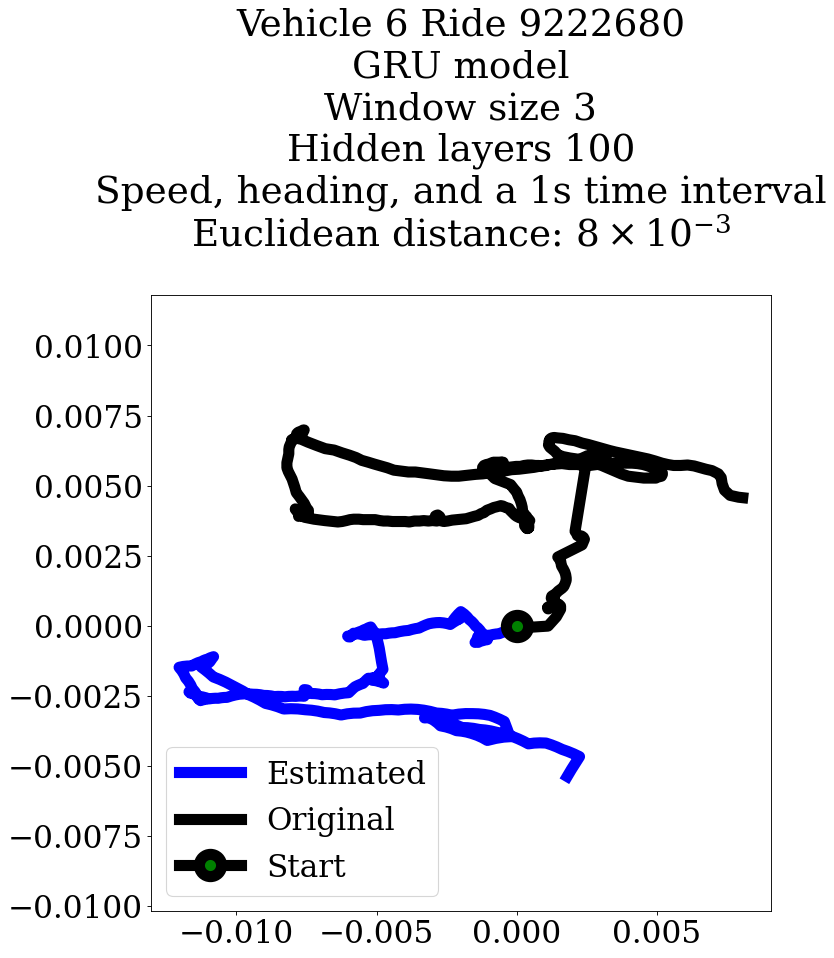 Vehicle 6 Ride 9222680
GRU model
Window size 3
Hidden layers 100
Speed, heading, and a 1s time interval
Euclidean distance: 8 × 10⁻³
0.0100
0.0075
0.0050
0.0025
0.0000
−0.0025
−0.0050
−0.0075
−0.0100
Estimated
Original
Start
−0.010 −0.005 0.000 0.005